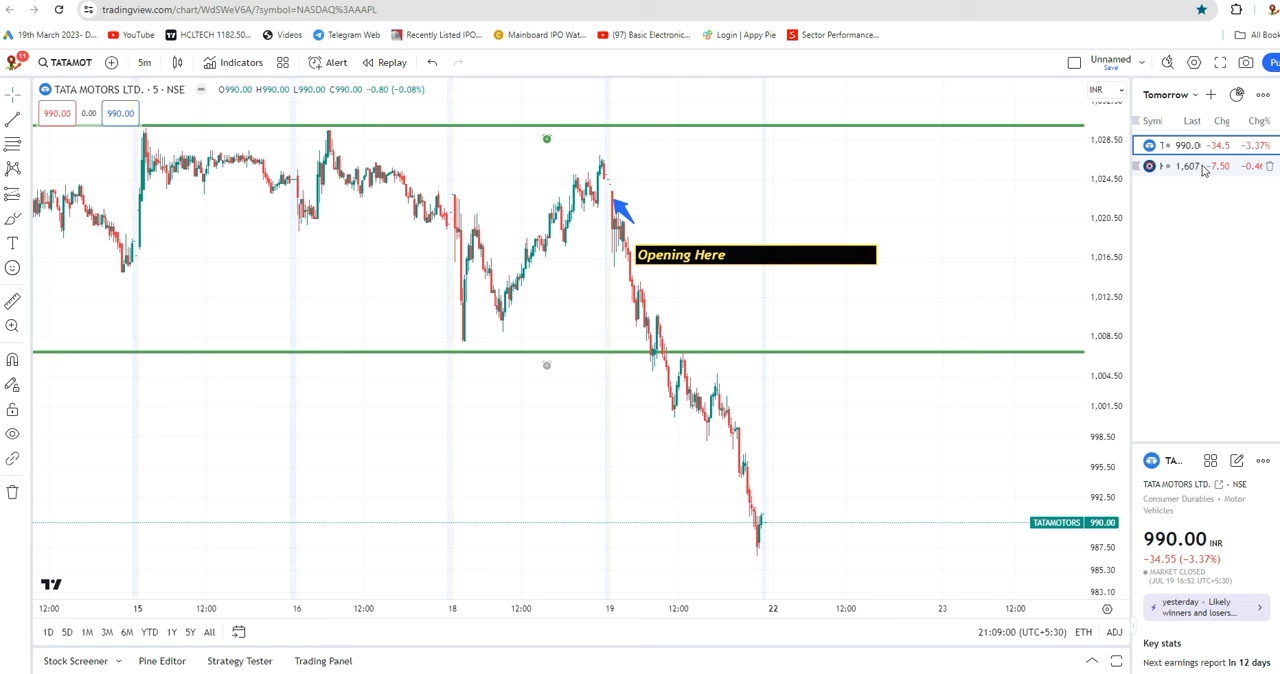 tradingview.com/chart/WdSWeV6A/?symbol=NASDAQ%3AAAPL
19th March 2023- D... YouTube HCLTECH 1182.50... Videos Telegram Web Recently Listed IPO... Mainboard IPO Wat... (97) Basic Electronic... Login | Appy Pie Sector Performance... All Book
11 TATAMOT 5m Indicators Alert Replay Unnamed Save Pu
TATA MOTORS LTD. · 5 · NSE O990.00 H990.00 L990.00 C990.00 -0.80 (-0.08%) INR
990.00 0.00 990.00
Tomorrow
Syml Last Chg Chg%
T 990.0 -34.5 -3.37%
H 1,607 -7.50 -0.46
1,028.50
1,024.50
1,020.50
Opening Here
1,016.50
1,012.50
1,008.50
1,004.50
1,001.50
998.50
995.50
992.50
TATAMOTORS 990.00
987.50
985.30
983.10
12:00 15 12:00 16 12:00 18 12:00 19 12:00 22 12:00 23 12:00
1D 5D 1M 3M 6M YTD 1Y 5Y All 21:09:00 (UTC+5:30) ETH ADJ
Stock Screener Pine Editor Strategy Tester Trading Panel
TA...
TATA MOTORS LTD. · NSE
Consumer Durables • Motor
Vehicles
990.00 INR
−34.55 (−3.37%)
MARKET CLOSED
(JUL 19 16:52 UTC+5:30)
yesterday • Likely
winners and losers...
Key stats
Next earnings report In 12 days